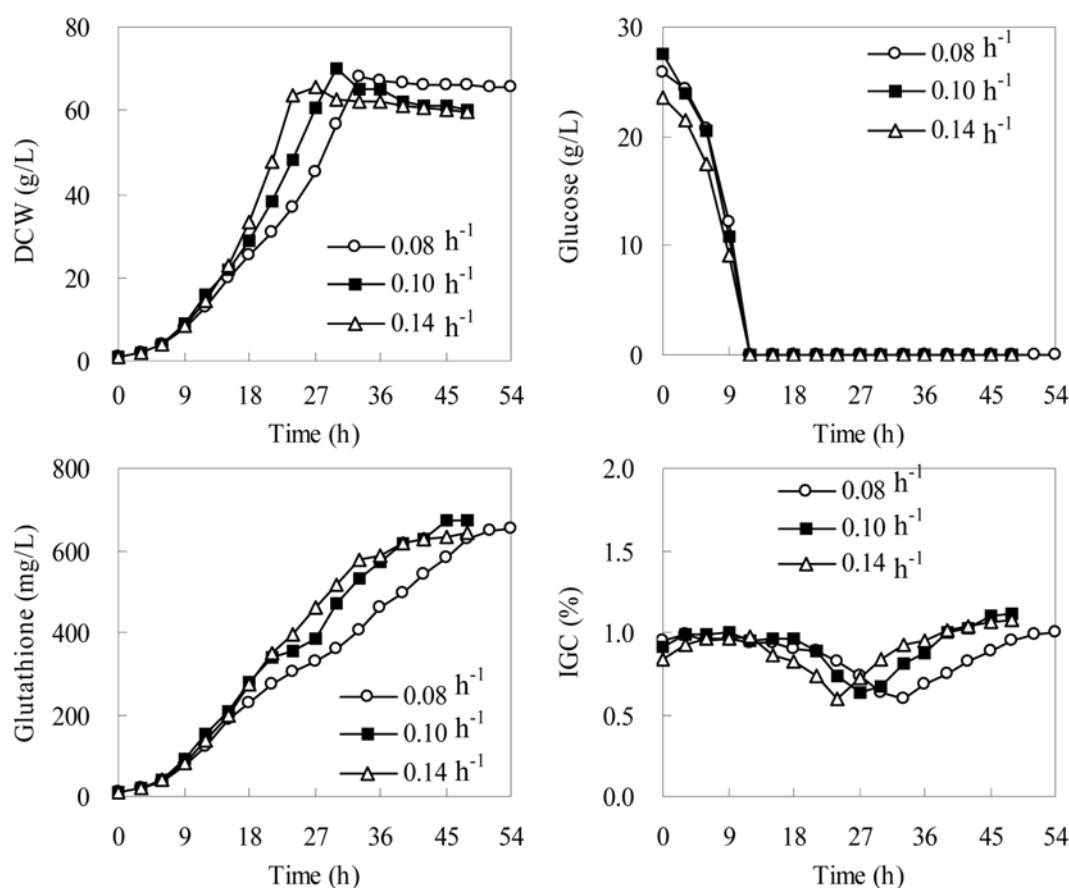 80
60
40
20
0
DCW (g/L)
0.08 h⁻¹
0.10 h⁻¹
0.14 h⁻¹
0 9 18 27 36 45 54
Time (h)
30
20
10
0
Glucose (g/L)
0.08 h⁻¹
0.10 h⁻¹
0.14 h⁻¹
0 9 18 27 36 45 54
Time (h)
800
600
400
200
0
Glutathione (mg/L)
0.08 h⁻¹
0.10 h⁻¹
0.14 h⁻¹
0 9 18 27 36 45 54
Time (h)
2.0
1.5
1.0
0.5
0.0
IGC (%)
0.08 h⁻¹
0.10 h⁻¹
0.14 h⁻¹
0 9 18 27 36 45 54
Time (h)